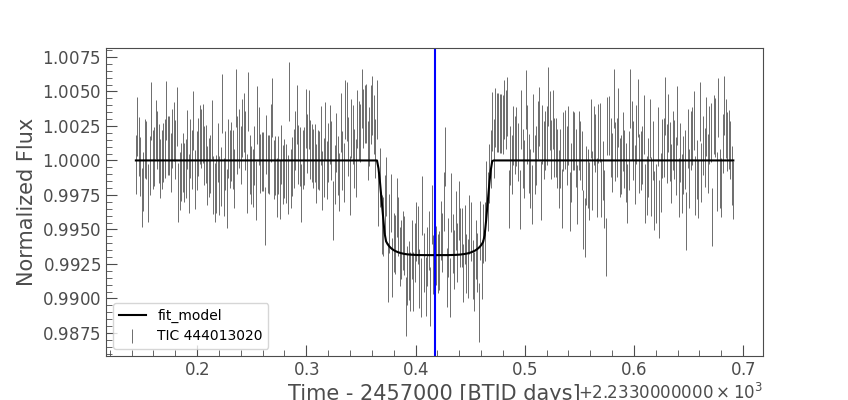 1.0075
1.0050
1.0025
1.0000
0.9975
0.9950
0.9925
0.9900
0.9875
Normalized Flux
fit_model
TIC 444013020
0.2 0.3 0.4 0.5 0.6 0.7
Time - 2457000 [BTJD days]
+2.2330000000 × 10³